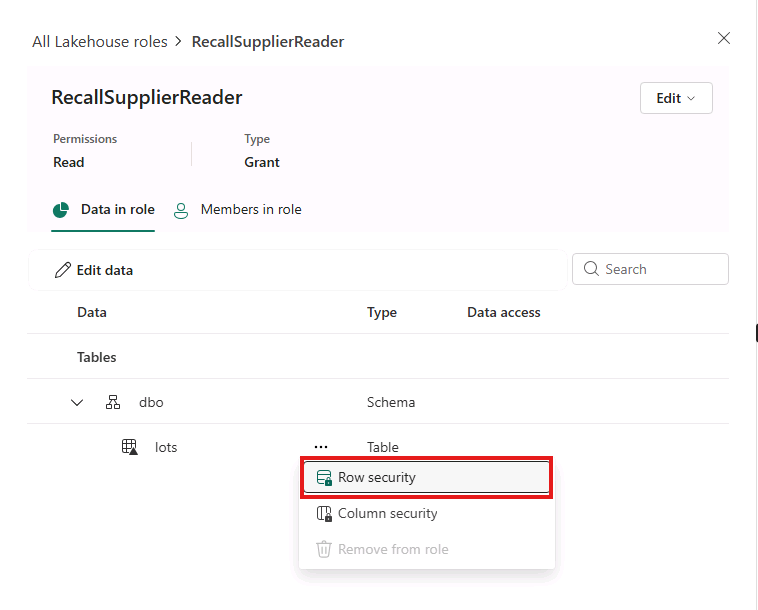 All Lakehouse roles > RecallSupplierReader
RecallSupplierReader
Edit
Permissions Type
Read Grant
Data in role Members in role
Edit data Search
Data Type Data access
Tables
dbo Schema
lots ... Table
Row security
Column security
Remove from role